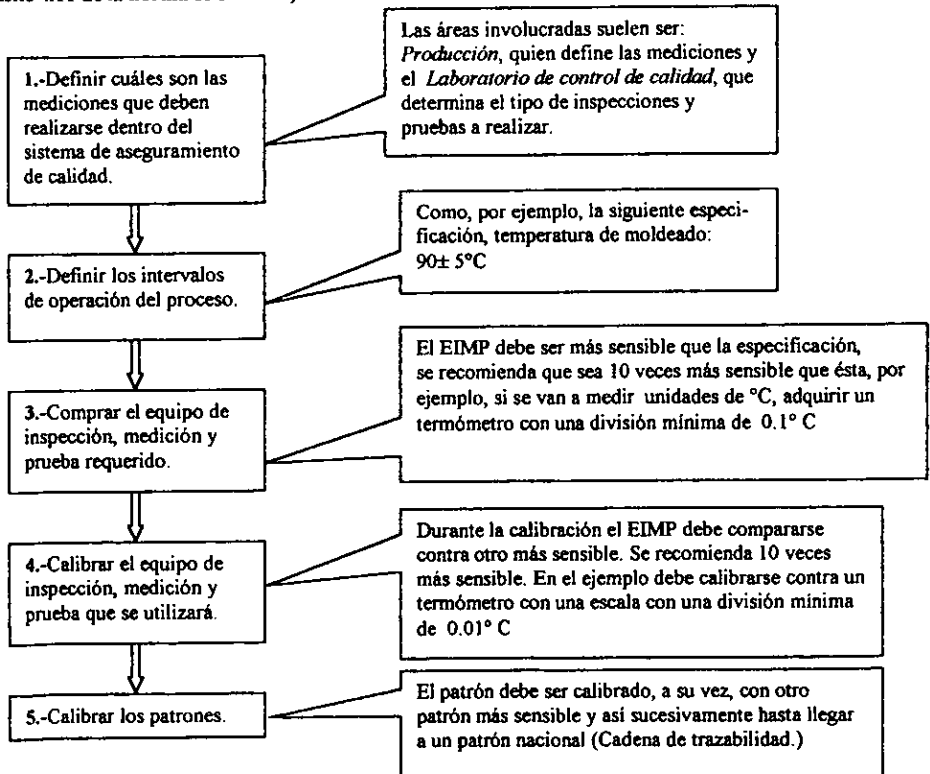 Las áreas involucradas suelen ser:
Producción, quien define las mediciones y
el Laboratorio de control de calidad, que
determina el tipo de inspecciones y
pruebas a realizar.
1.-Definir cuáles son las
mediciones que deben
realizarse dentro del
sistema de aseguramiento
de calidad.
Como, por ejemplo, la siguiente especi-
ficación, temperatura de moldeado:
90± 5°C
2.-Definir los intervalos
de operación del proceso.
El EIMP debe ser más sensible que la especificación,
se recomienda que sea 10 veces más sensible que ésta, por
ejemplo, si se van a medir unidades de °C, adquirir un
termómetro con una división mínima de 0.1° C
3.-Comprar el equipo de
inspección, medición y
prueba requerido.
Durante la calibración el EIMP debe compararse
contra otro más sensible. Se recomienda 10 veces
más sensible. En el ejemplo debe calibrarse contra un
termómetro con una escala con una división mínima
de 0.01° C
4.-Calibrar el equipo de
inspección, medición y
prueba que se utilizará.
El patrón debe ser calibrado, a su vez, con otro
patrón más sensible y así sucesivamente hasta llegar
a un patrón nacional (Cadena de trazabilidad.)
5.-Calibrar los patrones.